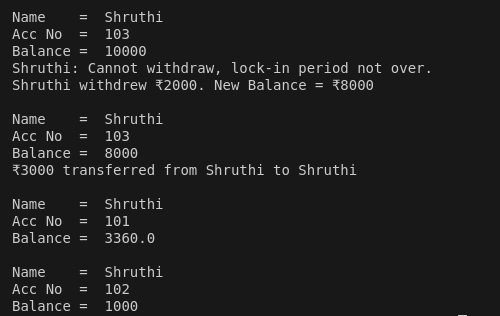 Name    =  Shruthi
Acc No  =  103
Balance =  10000
Shruthi: Cannot withdraw, lock-in period not over.
Shruthi withdrew ₹2000. New Balance = ₹8000

Name    =  Shruthi
Acc No  =  103
Balance =  8000
₹3000 transferred from Shruthi to Shruthi

Name    =  Shruthi
Acc No  =  101
Balance =  3360.0

Name    =  Shruthi
Acc No  =  102
Balance =  1000